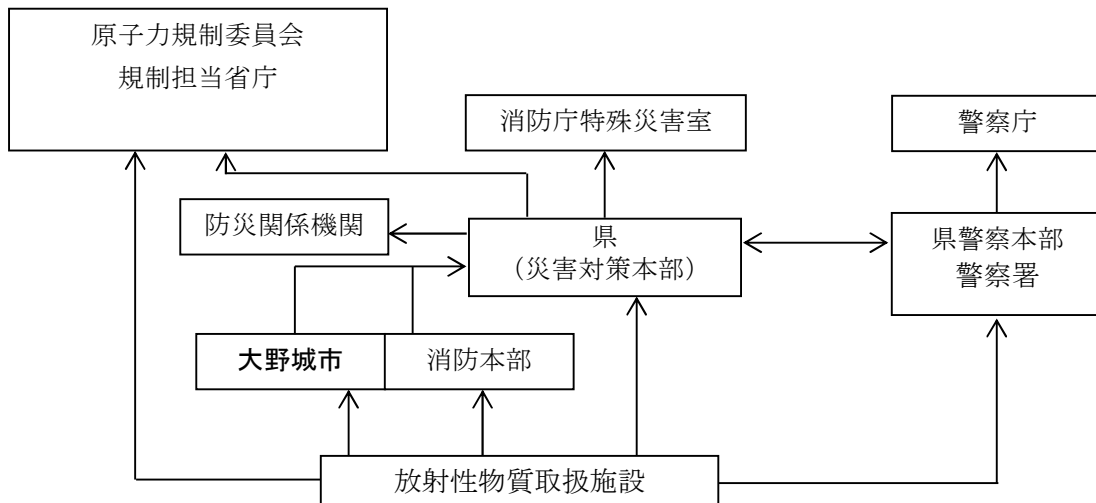 原子力規制委員会
規制担当省庁
消防庁特殊災害室
警察庁
防災関係機関
県
（災害対策本部）
県警察本部
警察署
大野城市
消防本部
放射性物質取扱施設